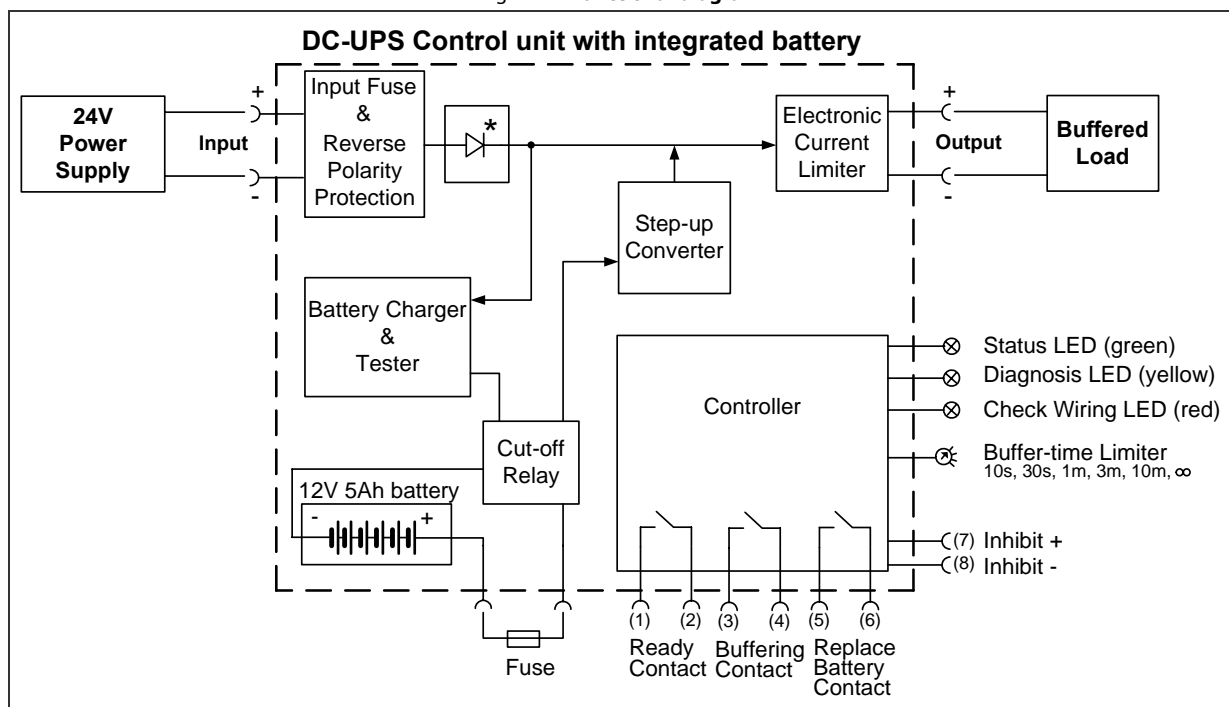 DC-UPS Control unit with integrated battery
24V
Power
Supply
+
Input
-
Input Fuse
&
Reverse
Polarity
Protection
*
Electronic
Current
Limiter
+
Output
-
Buffered
Load
Step-up
Converter
Battery Charger
&
Tester
Cut-off
Relay
12V 5Ah battery
- +
Fuse
Controller
Status LED (green)
Diagnosis LED (yellow)
Check Wiring LED (red)
Buffer-time Limiter
10s, 30s, 1m, 3m, 10m, ∞
(7) Inhibit +
(8) Inhibit -
(1) (2) (3) (4) (5) (6)
Ready
Contact
Buffering
Contact
Replace
Battery
Contact